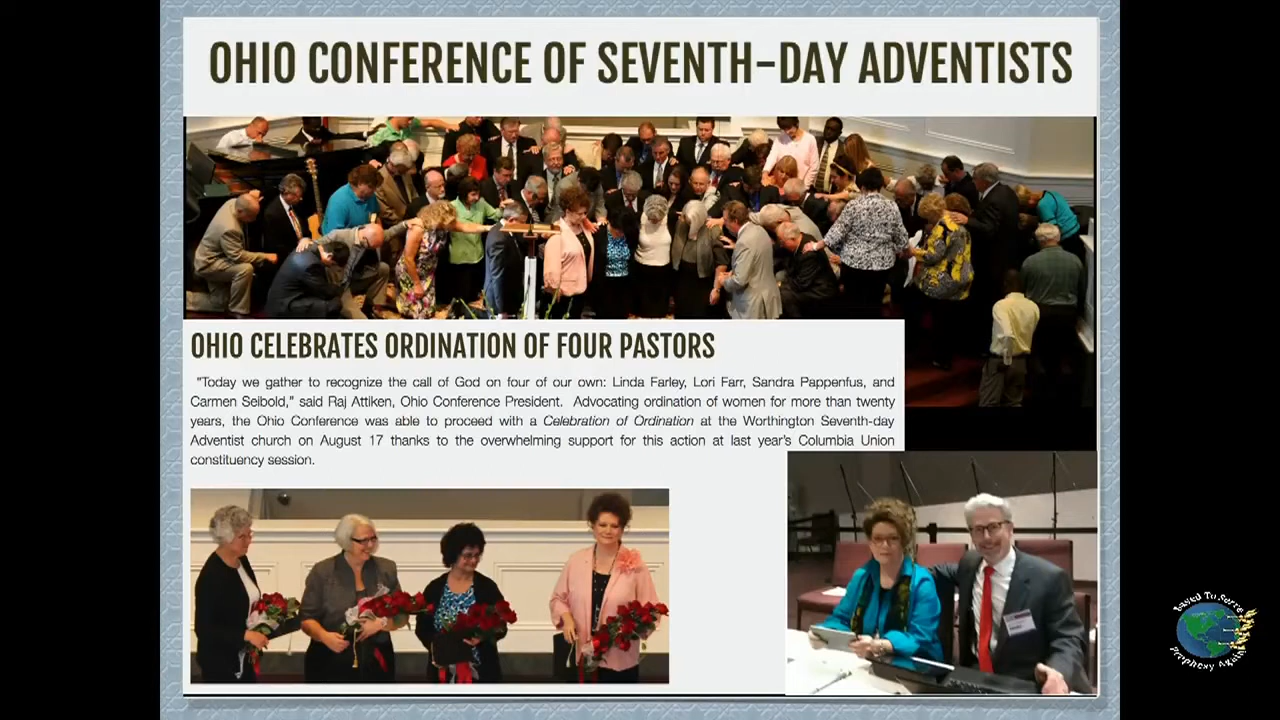 OHIO CONFERENCE OF SEVENTH-DAY ADVENTISTS
OHIO CELEBRATES ORDINATION OF FOUR PASTORS
"Today we gather to recognize the call of God on four of our own: Linda Farley, Lori Farr, Sandra Pappenfus, and
Carmen Seibold," said Raj Attiken, Ohio Conference President. Advocating ordination of women for more than twenty
years, the Ohio Conference was able to proceed with a Celebration of Ordination at the Worthington Seventh-day
Adventist church on August 17 thanks to the overwhelming support for this action at last year's Columbia Union
constituency session.
To Serve
Prophecy Again